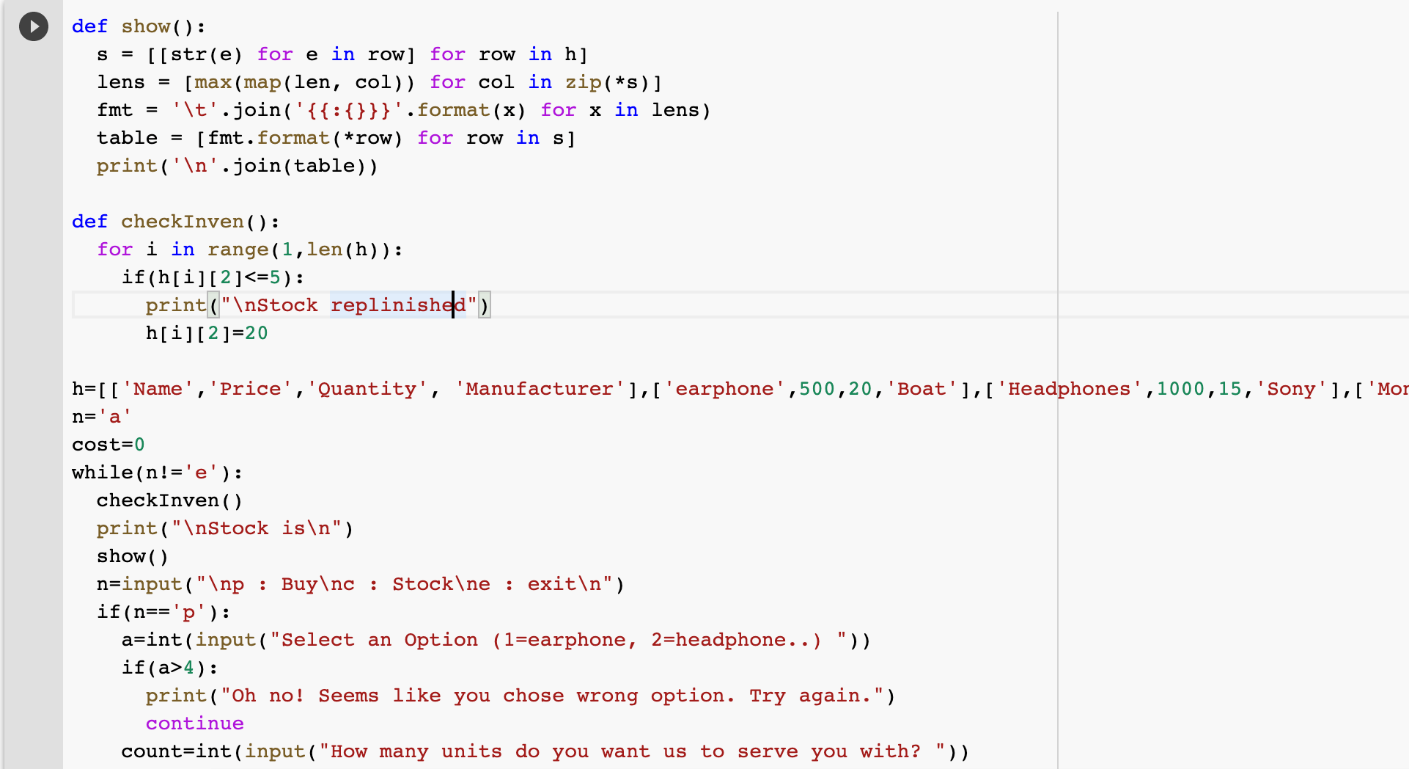 def show():
  s = [[str(e) for e in row] for row in h]
  lens = [max(map(len, col)) for col in zip(*s)]
  fmt = '\t'.join('{{:{}}}'.format(x) for x in lens)
  table = [fmt.format(*row) for row in s]
  print('\n'.join(table))

def checkInven():
  for i in range(1,len(h)):
    if(h[i][2]<=5):
      print("\nStock replinished")
      h[i][2]=20

h=[['Name','Price','Quantity', 'Manufacturer'],['earphone',500,20,'Boat'],['Headphones',1000,15,'Sony'],['Mon
n='a'
cost=0
while(n!='e'):
  checkInven()
  print("\nStock is\n")
  show()
  n=input("\np : Buy\nc : Stock\ne : exit\n")
  if(n=='p'):
    a=int(input("Select an Option (1=earphone, 2=headphone..) "))
    if(a>4):
      print("Oh no! Seems like you chose wrong option. Try again.")
      continue
    count=int(input("How many units do you want us to serve you with? "))